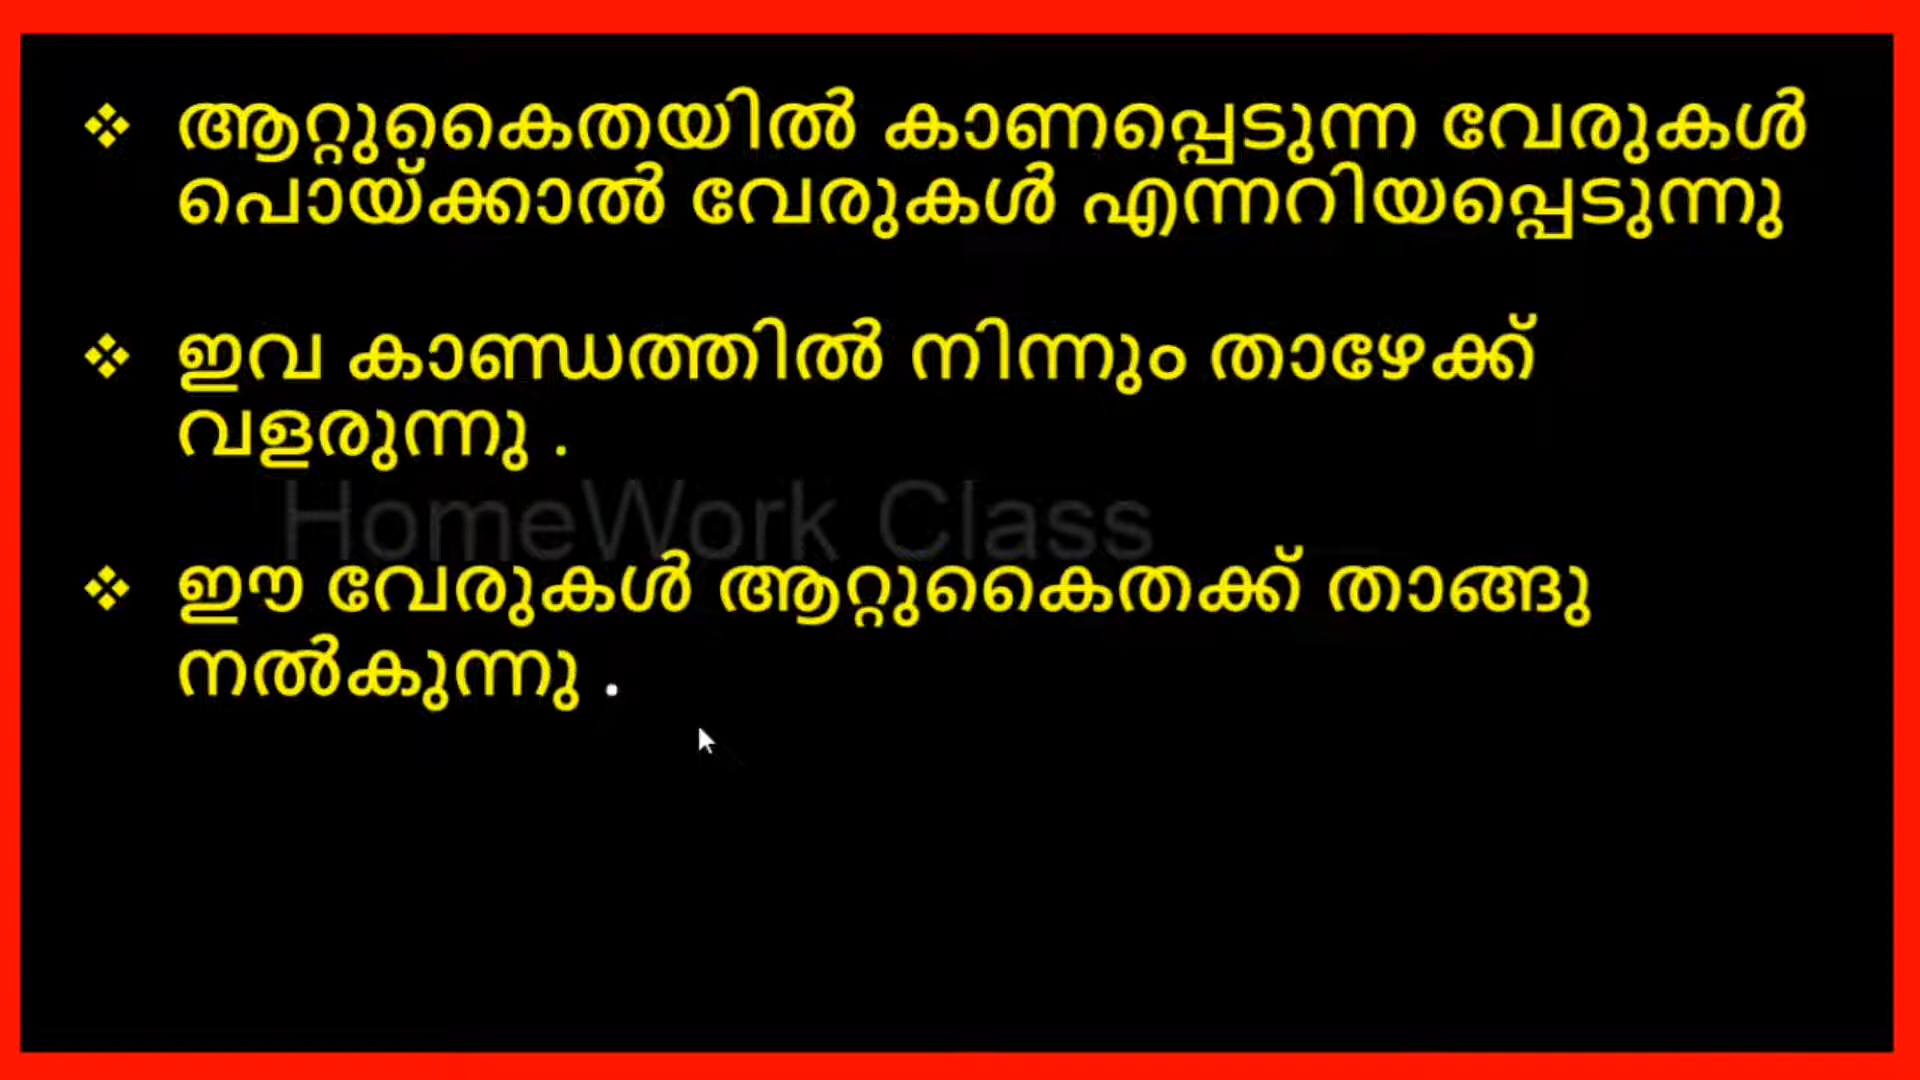 ❖ ആറ്റുകൈതയിൽ കാണപ്പെടുന്ന വേരുകൾ
പൊയ്ക്കാൽ വേരുകൾ എന്നറിയപ്പെടുന്നു
❖ ഇവ കാണ്ഡത്തിൽ നിന്നും താഴേക്ക്
വളരുന്നു .
HomeWork Class
❖ ഈ വേരുകൾ ആറ്റുകൈതക്ക് താങ്ങു
നൽകുന്നു .